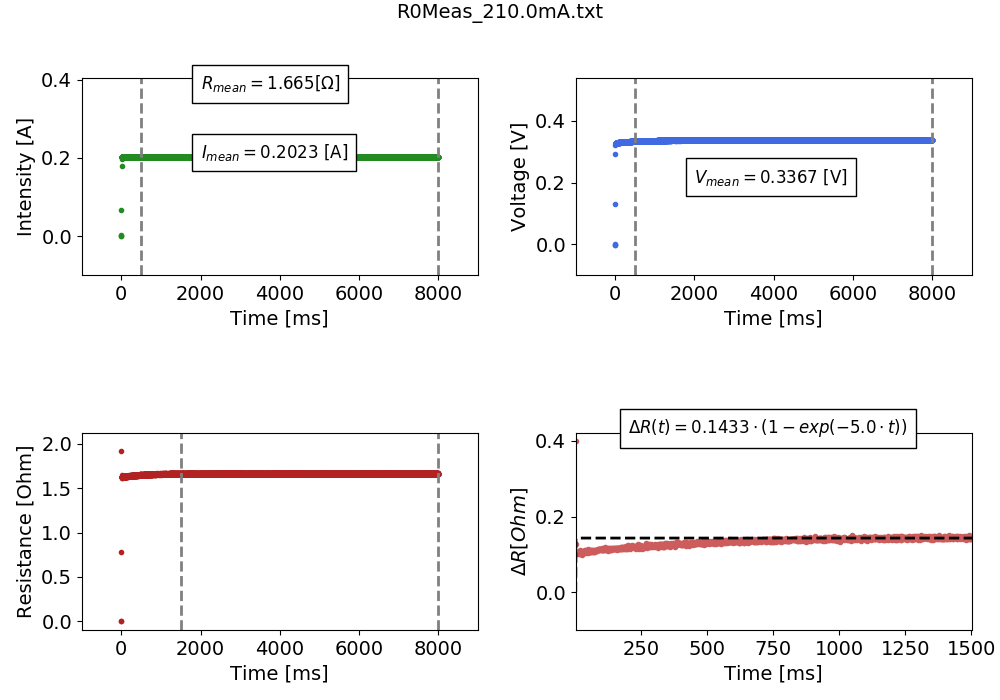 R0Meas_210.0mA.txt
Intensity [A]
0.4
0.2
0.0
R_mean = 1.665[Ω]
I_mean = 0.2023 [A]
0 2000 4000 6000 8000
Time [ms]
Voltage [V]
0.4
0.2
0.0
V_mean = 0.3367 [V]
0 2000 4000 6000 8000
Time [ms]
Resistance [Ohm]
2.0
1.5
1.0
0.5
0.0
0 2000 4000 6000 8000
Time [ms]
ΔR(t) = 0.1433 · (1 − exp(−5.0 · t))
ΔR[Ohm]
0.4
0.2
0.0
250 500 750 1000 1250 1500
Time [ms]